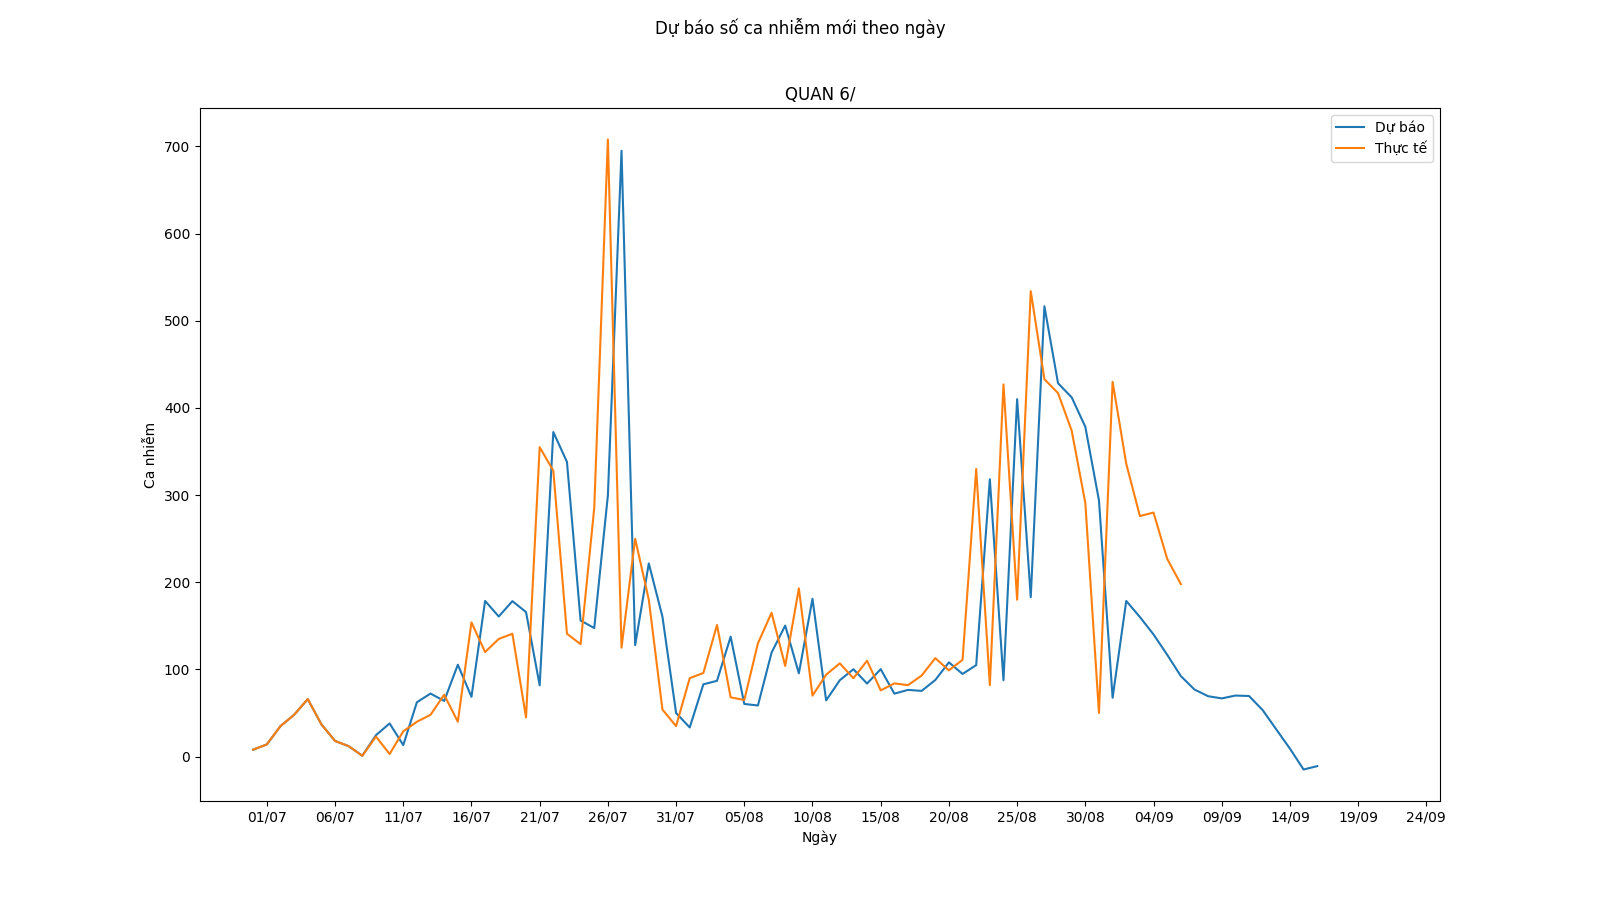 Dự báo số ca nhiễm mới theo ngày
QUAN 6/
Dự báo
Thực tế
700
600
500
400
300
200
100
0
Ca nhiễm
01/07 06/07 11/07 16/07 21/07 26/07 31/07 05/08 10/08 15/08 20/08 25/08 30/08 04/09 09/09 14/09 19/09 24/09
Ngày